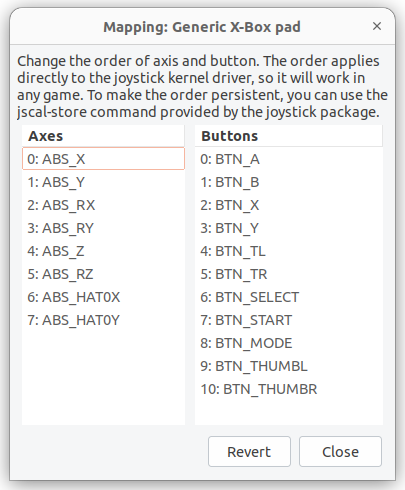 Mapping: Generic X-Box pad
Change the order of axis and button. The order applies
directly to the joystick kernel driver, so it will work in
any game. To make the order persistent, you can use the
jscal-store command provided by the joystick package.
Axes
0: ABS_X
1: ABS_Y
2: ABS_RX
3: ABS_RY
4: ABS_Z
5: ABS_RZ
6: ABS_HAT0X
7: ABS_HAT0Y
Buttons
0: BTN_A
1: BTN_B
2: BTN_X
3: BTN_Y
4: BTN_TL
5: BTN_TR
6: BTN_SELECT
7: BTN_START
8: BTN_MODE
9: BTN_THUMBL
10: BTN_THUMBR
Revert
Close